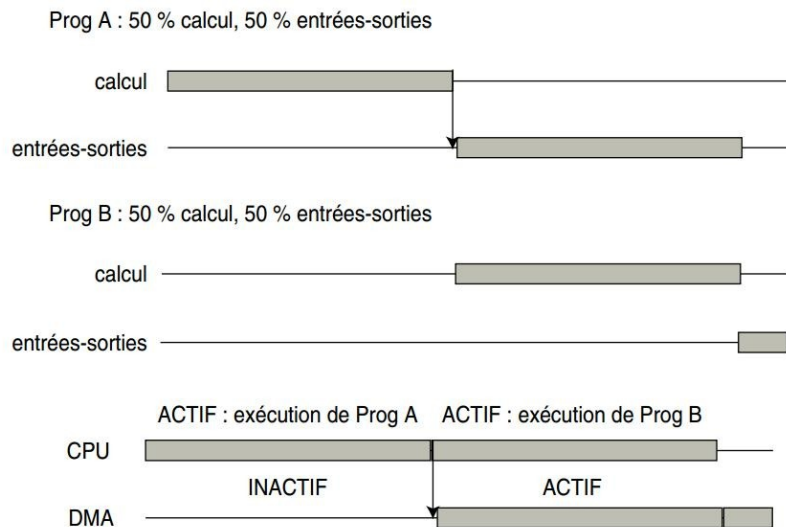 Prog A : 50 % calcul, 50 % entrées-sorties
calcul
entrées-sorties
Prog B : 50 % calcul, 50 % entrées-sorties
calcul
entrées-sorties
ACTIF : exécution de Prog A ACTIF : exécution de Prog B
CPU
INACTIF ACTIF
DMA